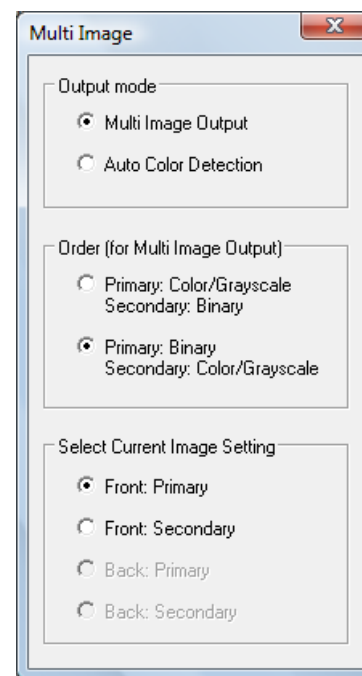 Multi Image
Output mode
Multi Image Output
Auto Color Detection
Order (for Multi Image Output)
Primary: Color/Grayscale
Secondary: Binary
Primary: Binary
Secondary: Color/Grayscale
Select Current Image Setting
Front: Primary
Front: Secondary
Back: Primary
Back: Secondary